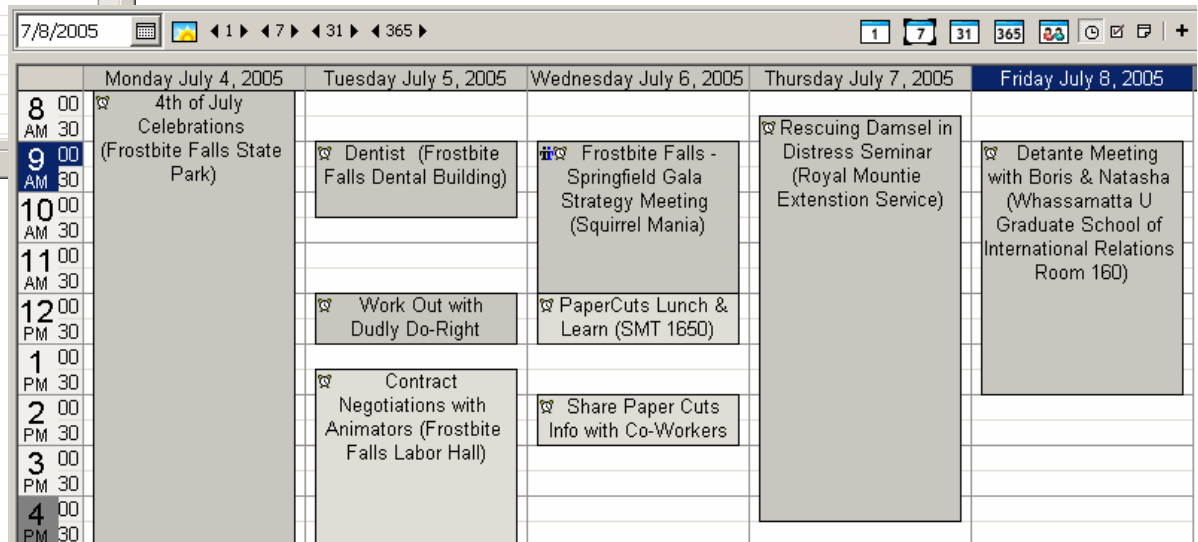 7/8/2005 1 7 31 365 1 7 31 365 +
Monday July 4, 2005
Tuesday July 5, 2005
Wednesday July 6, 2005
Thursday July 7, 2005
Friday July 8, 2005
8 AM 00 30
9 AM 00 30
10 AM 00 30
11 AM 00 30
12 PM 00 30
1 PM 00 30
2 PM 00 30
3 PM 00 30
4 PM 00 30
4th of July
Celebrations
(Frostbite Falls State
Park)
Dentist (Frostbite
Falls Dental Building)
Work Out with
Dudly Do-Right
Contract
Negotiations with
Animators (Frostbite
Falls Labor Hall)
Frostbite Falls -
Springfield Gala
Strategy Meeting
(Squirrel Mania)
PaperCuts Lunch &
Learn (SMT 1650)
Share Paper Cuts
Info with Co-Workers
Rescuing Damsel in
Distress Seminar
(Royal Mountie
Extenstion Service)
Detante Meeting
with Boris & Natasha
(Whassamatta U
Graduate School of
International Relations
Room 160)